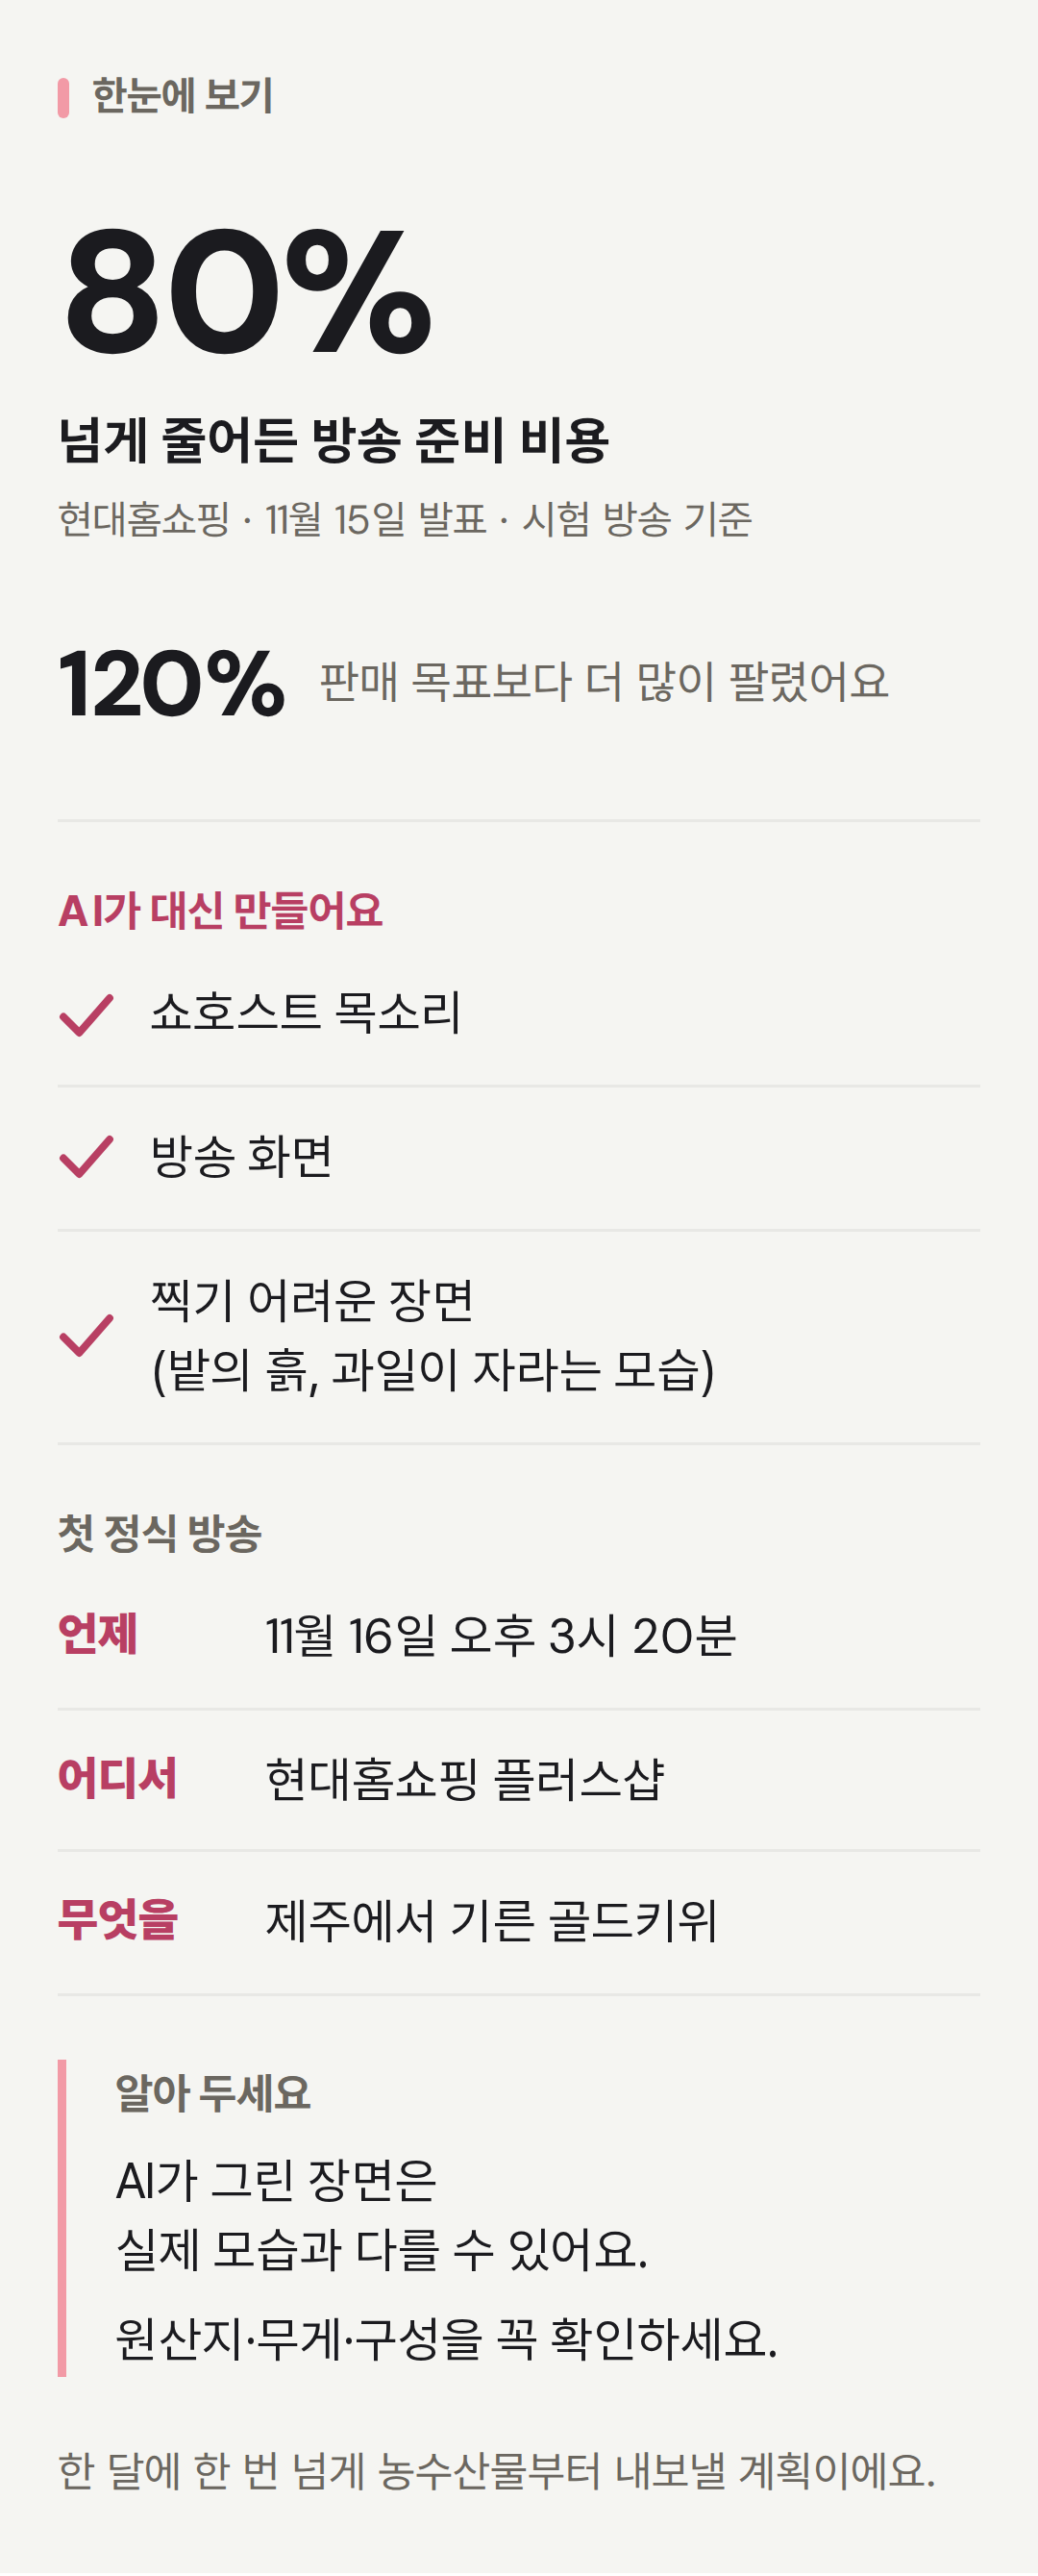 한눈에 보기
80%
넘게 줄어든 방송 준비 비용
현대홈쇼핑 · 11월 15일 발표 · 시험 방송 기준
120% 판매 목표보다 더 많이 팔렸어요
AI가 대신 만들어요
쇼호스트 목소리
방송 화면
찍기 어려운 장면
(밭의 흙, 과일이 자라는 모습)
첫 정식 방송
언제 11월 16일 오후 3시 20분
어디서 현대홈쇼핑 플러스샵
무엇을 제주에서 기른 골드키위
알아 두세요
AI가 그린 장면은
실제 모습과 다를 수 있어요.
원산지·무게·구성을 꼭 확인하세요.
한 달에 한 번 넘게 농수산물부터 내보낼 계획이에요.